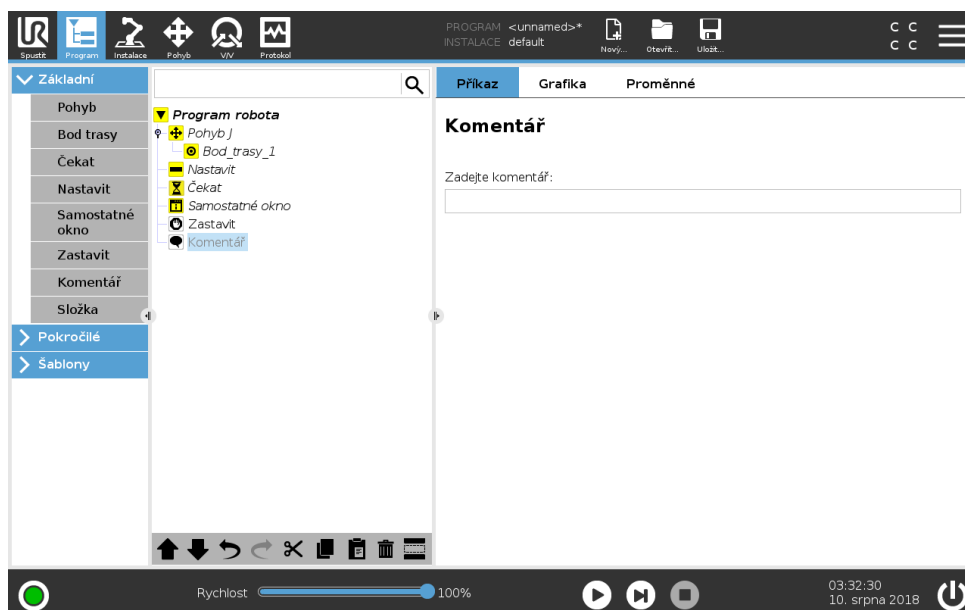 UR
PROGRAM <unnamed>*
INSTALACE default
Spustit Program Instalace Pohyb V/V Protokol
Nový... Otevřít... Uložit...
C C
C C
Základní
Pohyb
Bod trasy
Čekat
Nastavit
Samostatné
okno
Zastavit
Komentář
Složka
Pokročilé
Šablony
Program robota
Pohyb J
Bod_trasy_1
Nastavit
Čekat
Samostatné okno
Zastavit
Komentář
Příkaz Grafika Proměnné
Komentář
Zadejte komentář:
Rychlost 100%
03:32:30
10. srpna 2018